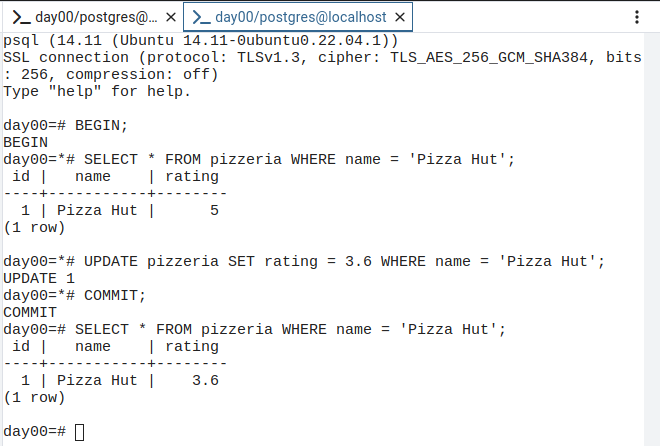 day00/postgres@...
day00/postgres@localhost
psql (14.11 (Ubuntu 14.11-0ubuntu0.22.04.1))
SSL connection (protocol: TLSv1.3, cipher: TLS_AES_256_GCM_SHA384, bits
: 256, compression: off)
Type "help" for help.

day00=# BEGIN;
BEGIN
day00=*# SELECT * FROM pizzeria WHERE name = 'Pizza Hut';
 id |   name    | rating
----+-----------+--------
  1 | Pizza Hut |      5
(1 row)

day00=*# UPDATE pizzeria SET rating = 3.6 WHERE name = 'Pizza Hut';
UPDATE 1
day00=*# COMMIT;
COMMIT
day00=# SELECT * FROM pizzeria WHERE name = 'Pizza Hut';
 id |   name    | rating
----+-----------+--------
  1 | Pizza Hut |    3.6
(1 row)

day00=#